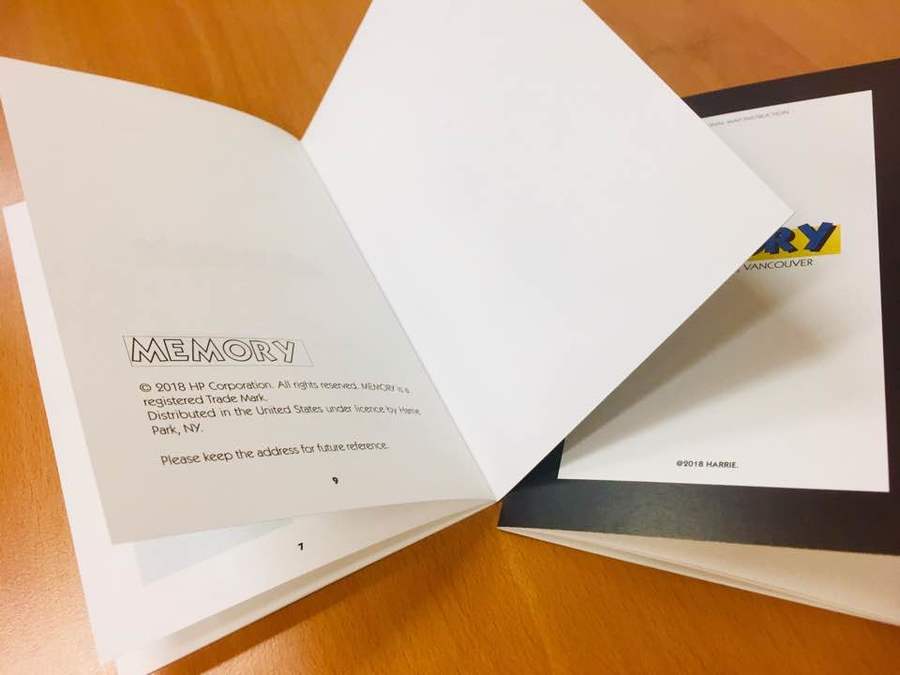 MEMORY
© 2018 HP Corporation. All rights reserved. MEMORY is a
registered Trade Mark.
Distributed in the United States under licence by Harrie
Park, NY.
Please keep the address for future reference.
9
7
INSTRUCTION
RY
VANCOUVER
©2018 HARRIE.